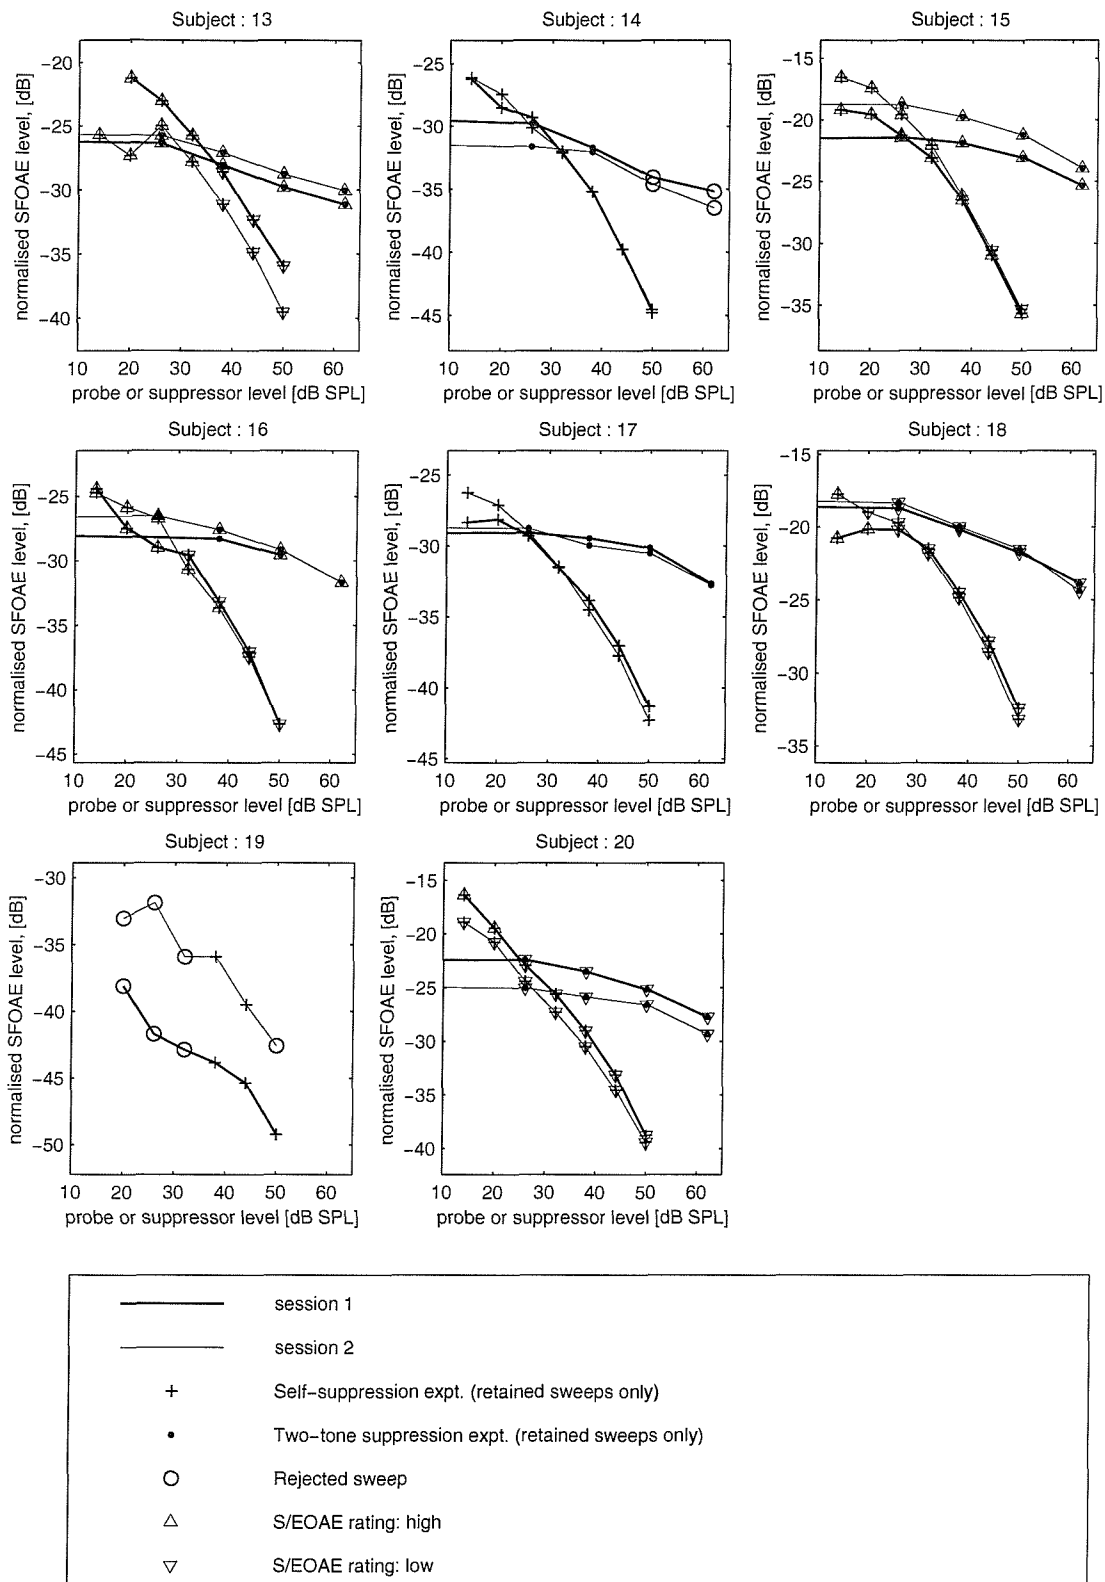 Subject : 13
normalised SFOAE level, [dB]
−20
−25
−30
−35
−40
10 20 30 40 50 60
probe or suppressor level [dB SPL]
Subject : 14
normalised SFOAE level, [dB]
−25
−30
−35
−40
−45
10 20 30 40 50 60
probe or suppressor level [dB SPL]
Subject : 15
normalised SFOAE level, [dB]
−15
−20
−25
−30
−35
10 20 30 40 50 60
probe or suppressor level [dB SPL]
Subject : 16
normalised SFOAE level, [dB]
−25
−30
−35
−40
−45
10 20 30 40 50 60
probe or suppressor level [dB SPL]
Subject : 17
normalised SFOAE level, [dB]
−25
−30
−35
−40
−45
10 20 30 40 50 60
probe or suppressor level [dB SPL]
Subject : 18
normalised SFOAE level, [dB]
−15
−20
−25
−30
−35
10 20 30 40 50 60
probe or suppressor level [dB SPL]
Subject : 19
normalised SFOAE level, [dB]
−30
−35
−40
−45
−50
10 20 30 40 50 60
probe or suppressor level [dB SPL]
Subject : 20
normalised SFOAE level, [dB]
−15
−20
−25
−30
−35
−40
10 20 30 40 50 60
probe or suppressor level [dB SPL]
session 1
session 2
Self−suppression expt. (retained sweeps only)
Two−tone suppression expt. (retained sweeps only)
Rejected sweep
S/EOAE rating: high
S/EOAE rating: low